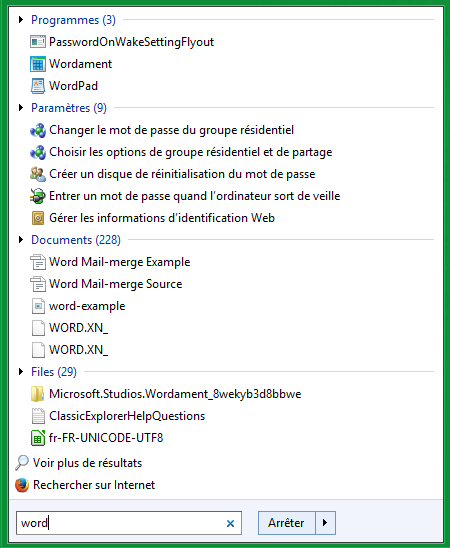 Programmes (3)
PasswordOnWakeSettingFlyout
Wordament
WordPad
Paramètres (9)
Changer le mot de passe du groupe résidentiel
Choisir les options de groupe résidentiel et de partage
Créer un disque de réinitialisation du mot de passe
Entrer un mot de passe quand l'ordinateur sort de veille
Gérer les informations d'identification Web
Documents (228)
Word Mail-merge Example
Word Mail-merge Source
word-example
WORD.XN_
WORD.XN_
Files (29)
Microsoft.Studios.Wordament_8wekyb3d8bbwe
ClassicExplorerHelpQuestions
fr-FR-UNICODE-UTF8
Voir plus de résultats
Rechercher sur Internet
word Arrêter